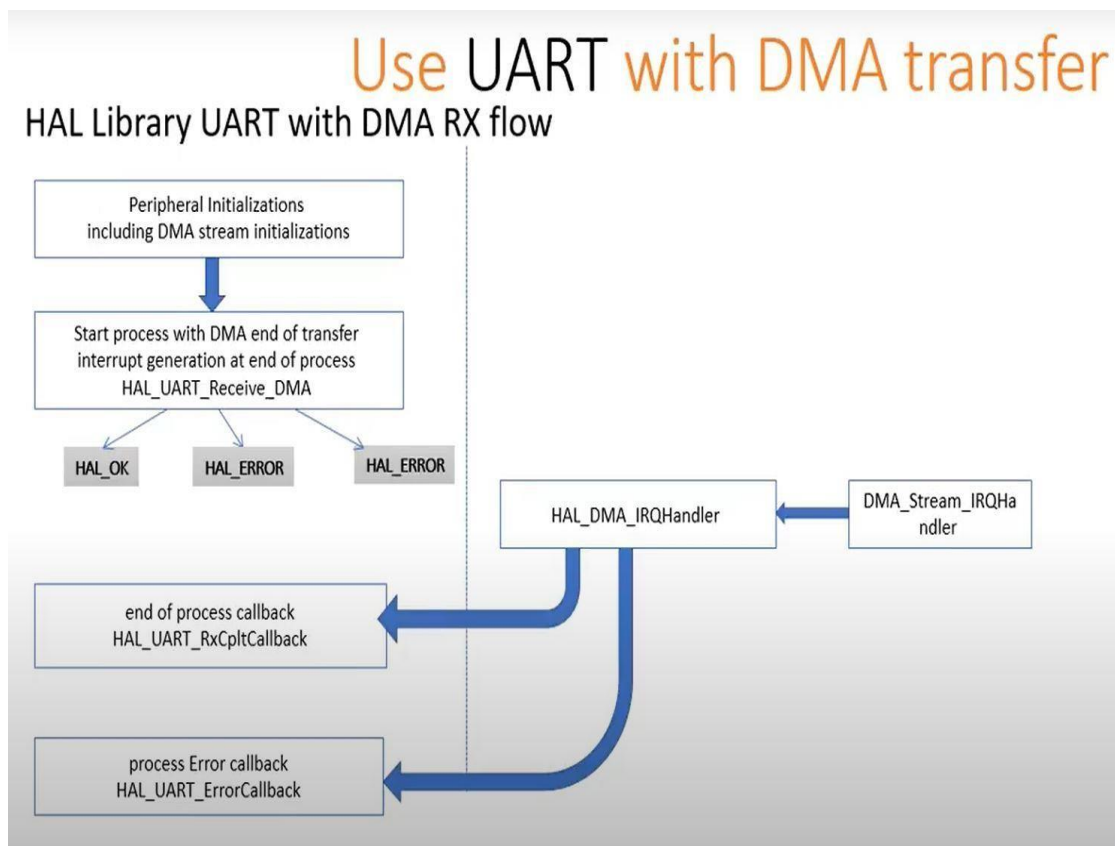 Use UART with DMA transfer
HAL Library UART with DMA RX flow
Peripheral Initializations
including DMA stream initializations
Start process with DMA end of transfer
interrupt generation at end of process
HAL_UART_Receive_DMA
HAL_OK
HAL_ERROR
HAL_ERROR
HAL_DMA_IRQHandler
DMA_Stream_IRQHa
ndler
end of process callback
HAL_UART_RxCpltCallback
process Error callback
HAL_UART_ErrorCallback